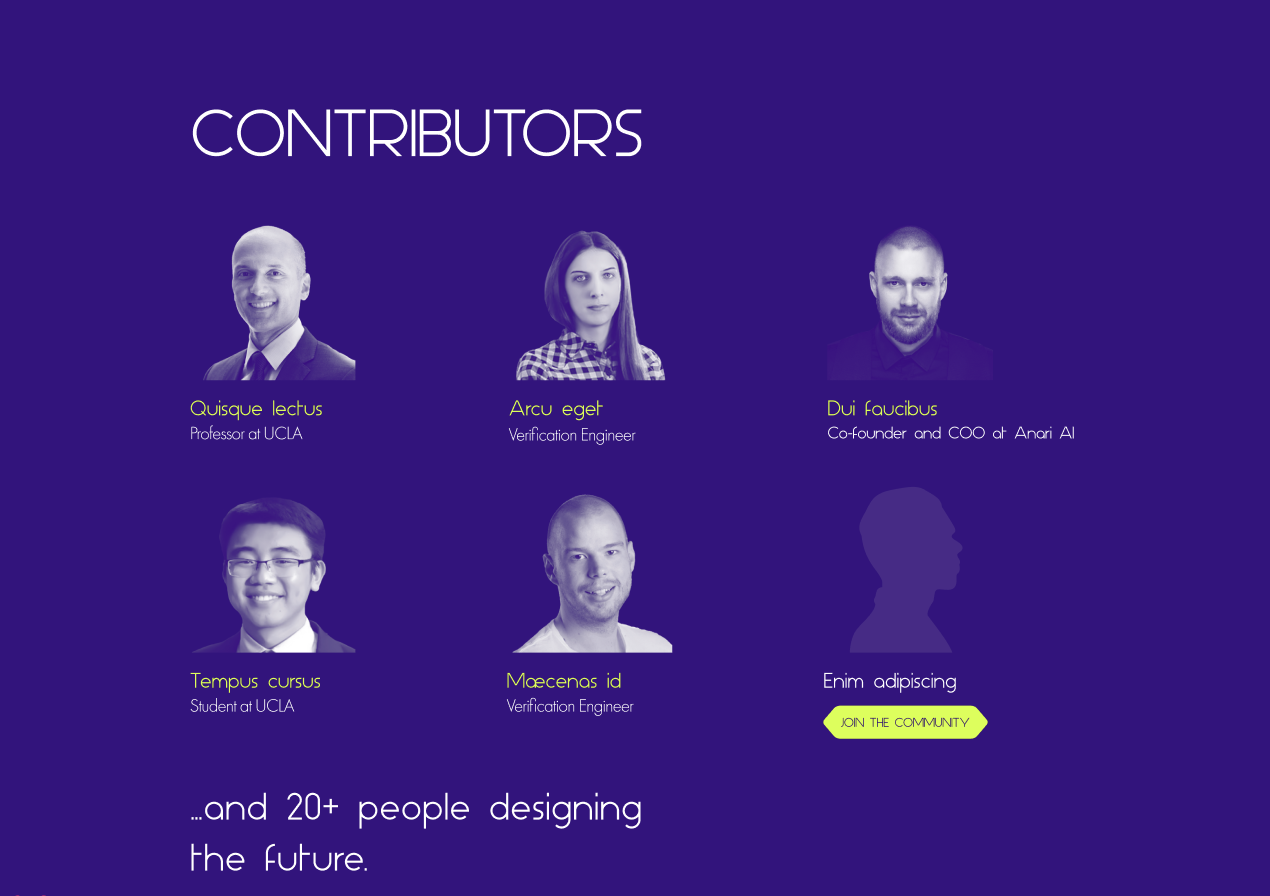 CONTRIBUTORS
Quisque lectus
Professor at UCLA
Arcu eget
Verification Engineer
Dui faucibus
Co-founder and COO at Anari AI
Tempus cursus
Student at UCLA
Mæcenas id
Verification Engineer
Enim adipiscing
JOIN THE COMMUNITY
...and 20+ people designing
the future.